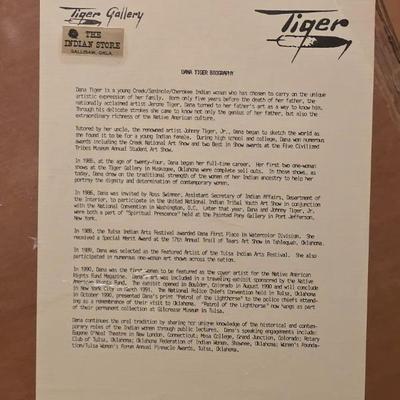 Tiger Gallery
Tiger
THE
INDIAN STORE
SALLISAW, OKLA.
DANA TIGER BIOGRAPHY
Dana Tiger is a young Creek/Seminole/Cherokee Indian woman who has chosen to carry on the unique
artistic expression of her family. Born only five years before the death of her father, the
nationally acclaimed artist Jerome Tiger, Dana turned to her father's art as a way to know him.
Through his delicate strokes she came to know not only the genius of her father, but also the
extraordinary richness of the Native American culture.
Tutored by her uncle, the renowned artist Johnny Tiger, Jr., Dana began to sketch the world as
she found it to be for a young Indian woman. During high school and college, Dana won numerous
awards including the Creek National Art Show and two Best in Show awards at the Five Civilized
Tribes Museum Annual Student Art Show.
In 1985, at the age of twenty-four, Dana began her full-time career. Her first two one-woman
shows at the Tiger Gallery in Muskogee, Oklahoma were complete sell outs. In those shows, as
today, Dana drew on the traditional strength of the women of her Indian ancestry to help her
portray the dignity and determination of contemporary women.
In 1986, Dana was invited by Ross Swimmer, Assistant Secretary of Indian Affairs, Department of
the Interior, to participate in the United National Indian Tribal Youth Art Show in conjunction
with the National Convention in Washington, D.C. Later that year, Dana and Johnny Tiger, Jr.
were both a part of "Spiritual Prescence" held at the Painted Pony Gallery in Port Jefferson,
New York.
In 1988, the Tulsa Indian Arts Festival awarded Dana First Place in Watercolor Division. She
received a Special Merit Award at the 17th Annual Trail of Tears Art Show in Tahlequah, Oklahoma.
In 1989, Dana was selected as the Featured Artist of the Tulsa Indian Arts Festival. She also
participated in numerous one-woman art shows across the nation.
In 1990, Dana was the first woman to be featured as the cover artist for the Native American
Rights Fund Magazine. Dana's art was included in a traveling exhibit sponsored by the Native
American Rights Fund. The exhibit opened in Boulder, Colorado in August 1990 and will conclude
in New York City on Earth 1991. The National Police Chiefs Convention held in Tulsa, Oklahoma
in October 1990, presented Dana's print "Patrol of the Lighthorse" to the police chiefs attend-
ing as a remembrance of their visit to Oklahoma. "Patrol of the Lighthorse" now hangs as part
of their permanent collection at Gilcrease Museum in Tulsa.
Dana continues the oral tradition by sharing her unique knowledge of the historical and contem-
porary roles of the Indian women through public lectures. Dana's speaking engagements include:
Eugene O'Neal Theatre in New London, Connecticut; Mesa College, Grand Junction, Colorado; Rotary
Club of Tulsa, Oklahoma; Oklahoma Federation of Indian Women, Shawnee, Oklahoma; Women's Founda-
tion/Tulsa Women's Forum Annual Pinnacle Awards, Tulsa, Oklahoma.